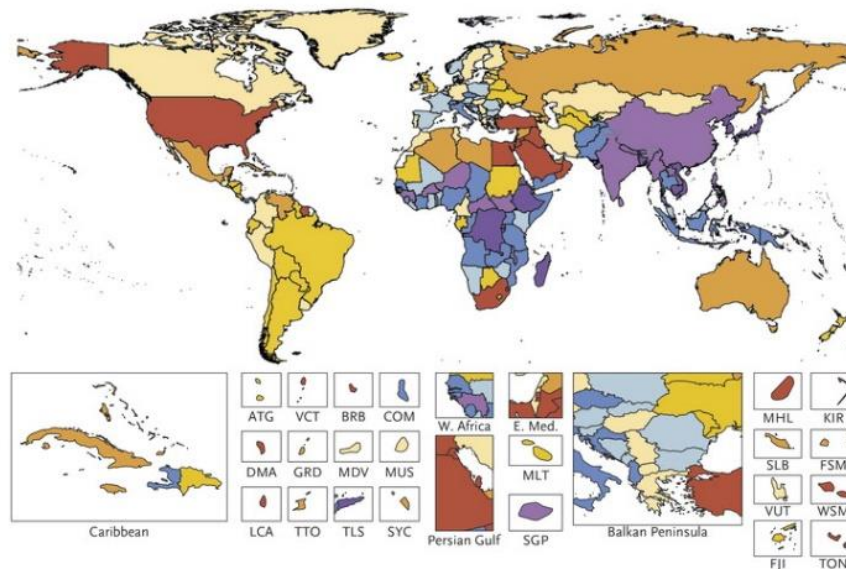 ATG VCT BRB COM W. Africa E. Med. MHL KIR
DMA GRD MDV MUS MLT SLB FSM
LCA TTO TLS SYC VUT WSM
Caribbean Persian Gulf SGP Balkan Peninsula FJI TON